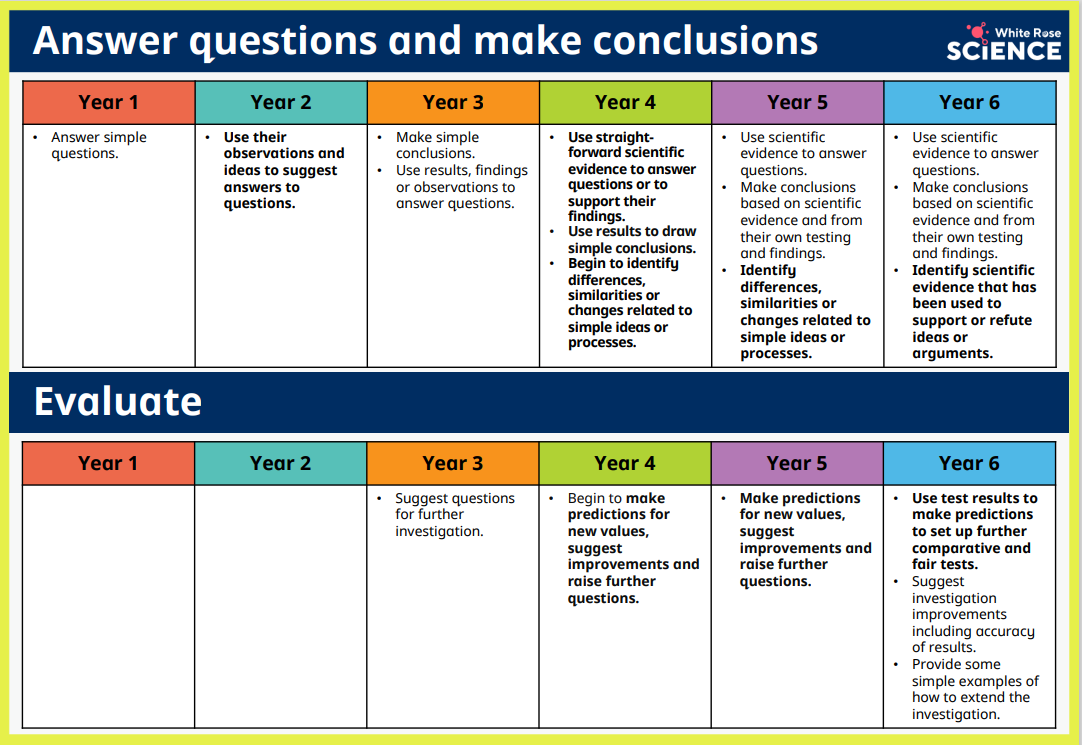 Answer questions and make conclusions
White Rose
SCIENCE
Year 1
Year 2
Year 3
Year 4
Year 5
Year 6
• Answer simple
questions.
• Use their
observations and
ideas to suggest
answers to
questions.
• Make simple
conclusions.
• Use results, findings
or observations to
answer questions.
• Use straight-
forward scientific
evidence to answer
questions or to
support their
findings.
• Use results to draw
simple conclusions.
• Begin to identify
differences,
similarities or
changes related to
simple ideas or
processes.
• Use scientific
evidence to answer
questions.
• Make conclusions
based on scientific
evidence and from
their own testing
and findings.
• Identify
differences,
similarities or
changes related to
simple ideas or
processes.
• Use scientific
evidence to answer
questions.
• Make conclusions
based on scientific
evidence and from
their own testing
and findings.
• Identify scientific
evidence that has
been used to
support or refute
ideas or
arguments.
Evaluate
Year 1
Year 2
Year 3
Year 4
Year 5
Year 6
• Suggest questions
for further
investigation.
• Begin to make
predictions for
new values,
suggest
improvements and
raise further
questions.
• Make predictions
for new values,
suggest
improvements and
raise further
questions.
• Use test results to
make predictions
to set up further
comparative and
fair tests.
• Suggest
investigation
improvements
including accuracy
of results.
• Provide some
simple examples of
how to extend the
investigation.